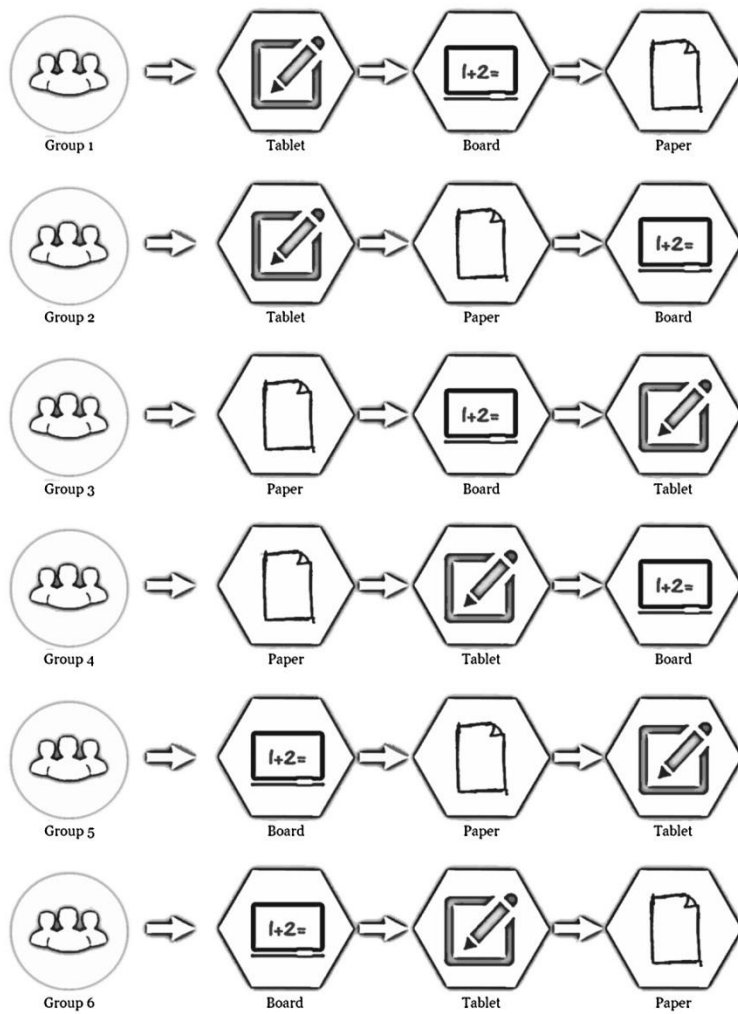 1+2=
Group 1 Tablet Board Paper
1+2=
Group 2 Tablet Paper Board
1+2=
Group 3 Paper Board Tablet
1+2=
Group 4 Paper Tablet Board
1+2=
Group 5 Board Paper Tablet
1+2=
Group 6 Board Tablet Paper